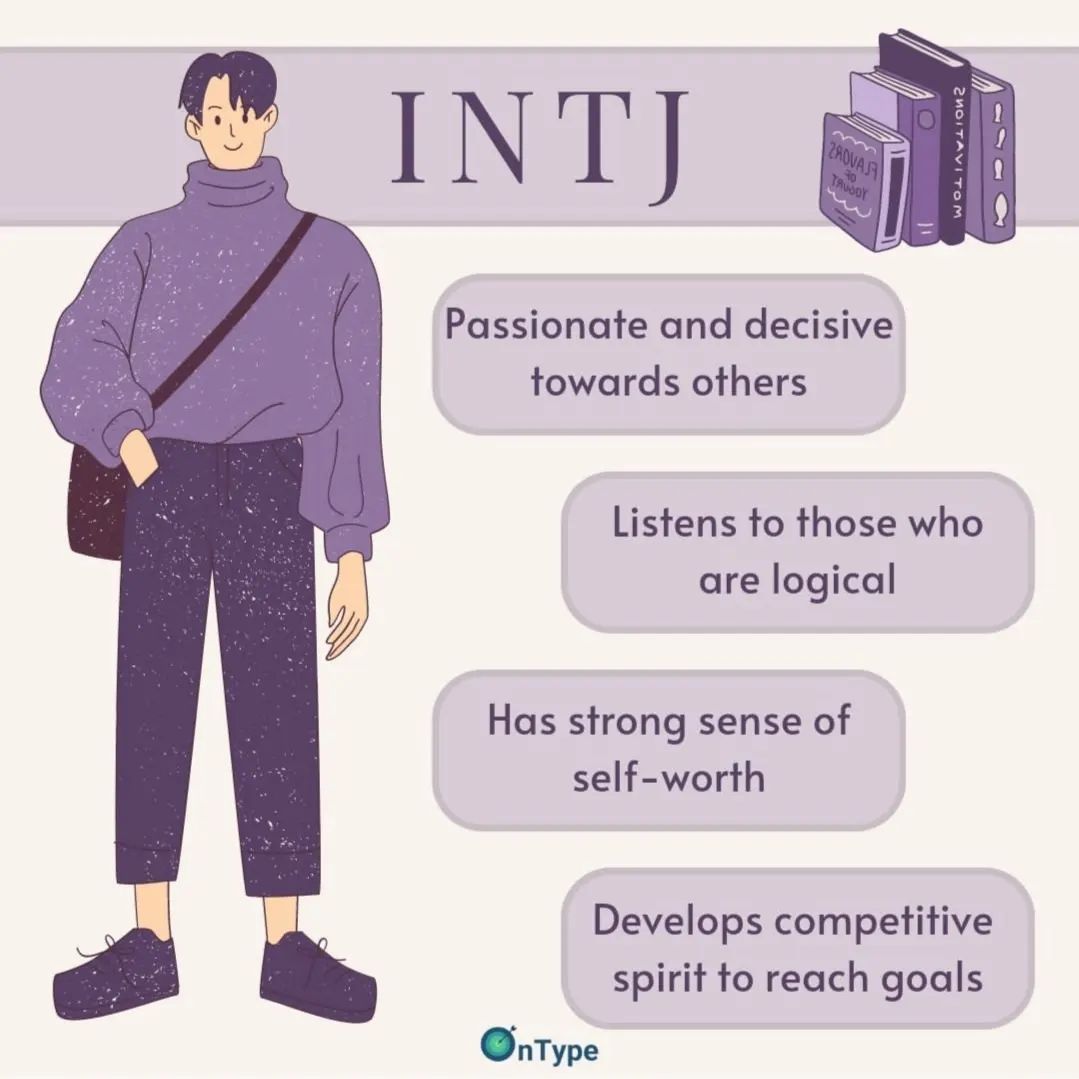 INTJ
FLAVORS
OF
YOGURT
MOTIVATIONS
Passionate and decisive
towards others
Listens to those who
are logical
Has strong sense of
self-worth
Develops competitive
spirit to reach goals
OnType